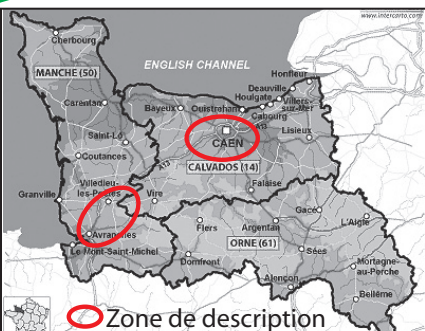 www.intercarto.com
Cherbourg
MANCHE (50)
ENGLISH CHANNEL
Honfleur
Deauville
Houlgate
Villers-
sur-Mer
Carentan
Bayeux
Ouistreham
Cabourg
A13
Saint-Lô
CAEN
Lisieux
Coutances
A13
CALVADOS (14)
Villedieu-
les-Poêles
Granville
Vire
Falaise
Avranches
Flers
Argentan
Gacé
L'Aigle
ORNE (61)
Le Mont-Saint-Michel
Domfront
Sées
Mortagne-
au-Perche
Alençon
Bellême
Zone de description